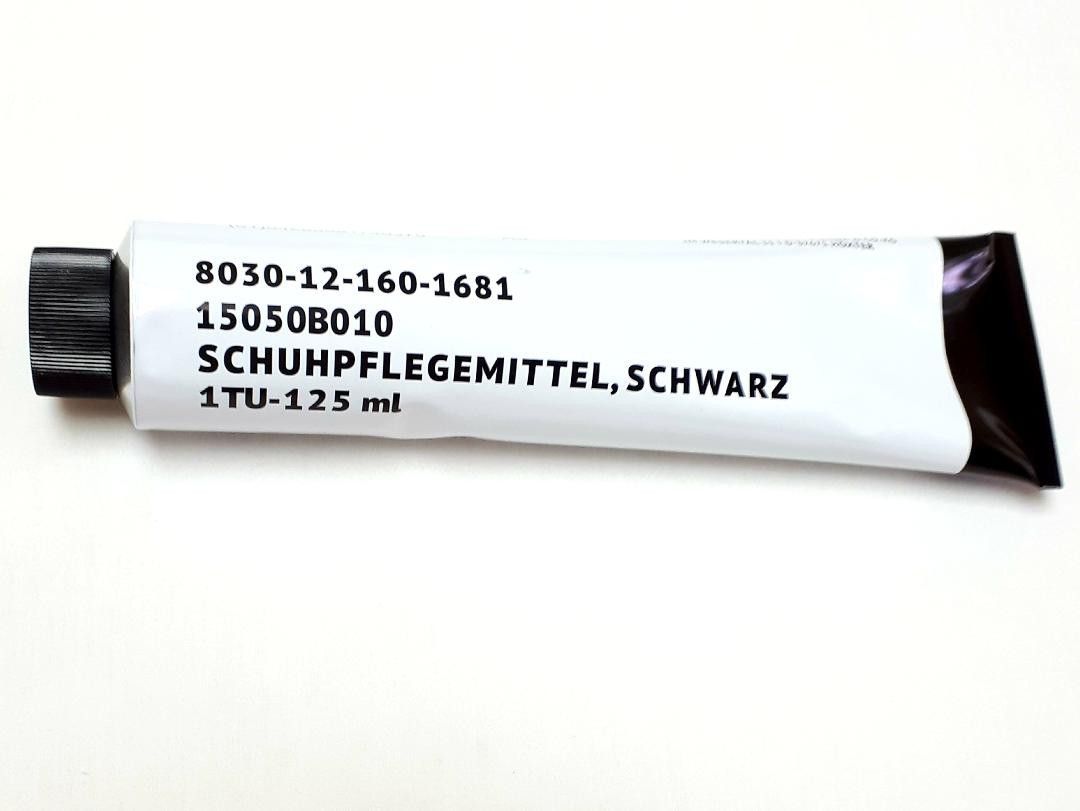 8030-12-160-1681
15050B010
SCHUHPFLEGEMITTEL, SCHWARZ
1TU-125 ml